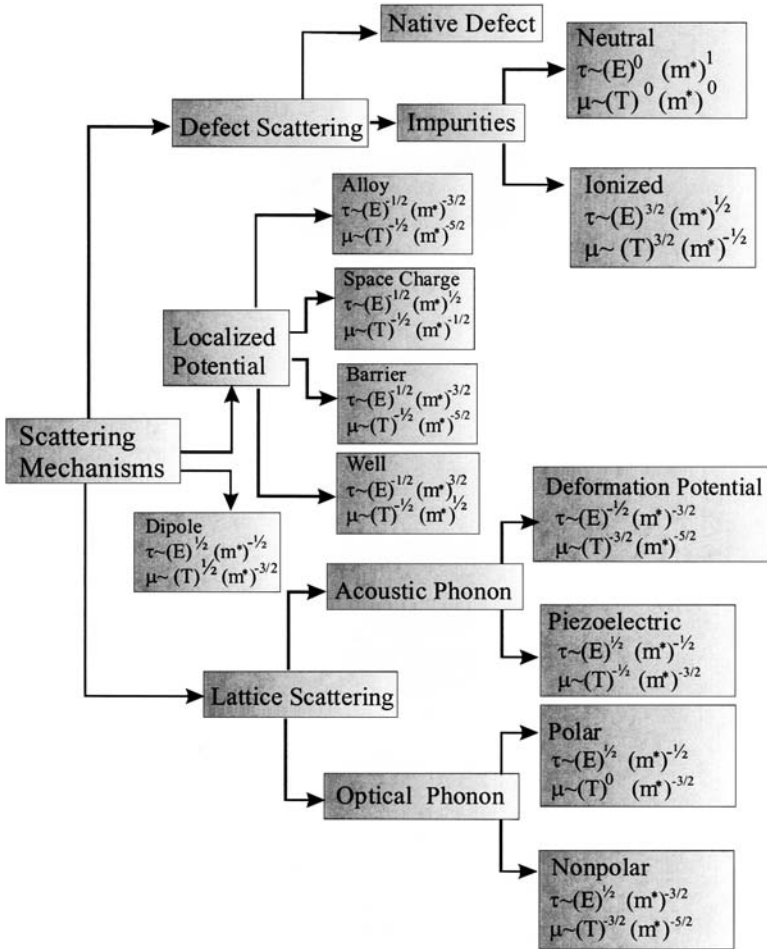 Native Defect
Neutral
τ~(E)⁰ (m*)¹
μ~(T)⁰ (m*)⁰
Defect Scattering
Impurities
Ionized
τ~(E)³ᐟ² (m*)^½
μ~ (T)³ᐟ² (m*)^-½
Alloy
τ~(E)^-1/2 (m*)^-3/2
μ~(T)^-½ (m*)^-5/2
Space Charge
τ~(E)^-1/2 (m*)^½
μ~(T)^-½ (m*)^-1/2
Localized
Potential
Barrier
τ~(E)^-1/2 (m*)^-3/2
μ~(T)^-½ (m*)^-5/2
Scattering
Mechanisms
Well
τ~(E)^-1/2 (m*)^3/2
μ~(T)^-½ (m*)^½
Dipole
τ~(E)^½ (m*)^-½
μ~ (T)^½ (m*)^-3/2
Deformation Potential
τ~(E)^-½ (m*)^-3/2
μ~(T)^-3/2 (m*)^-5/2
Acoustic Phonon
Piezoelectric
τ~(E)^½ (m*)^-½
μ~(T)^-½ (m*)^-3/2
Lattice Scattering
Polar
τ~(E)^½ (m*)^-½
μ~(T)⁰ (m*)^-3/2
Optical Phonon
Nonpolar
τ~(E)^½ (m*)^-3/2
μ~(T)^-3/2 (m*)^-5/2